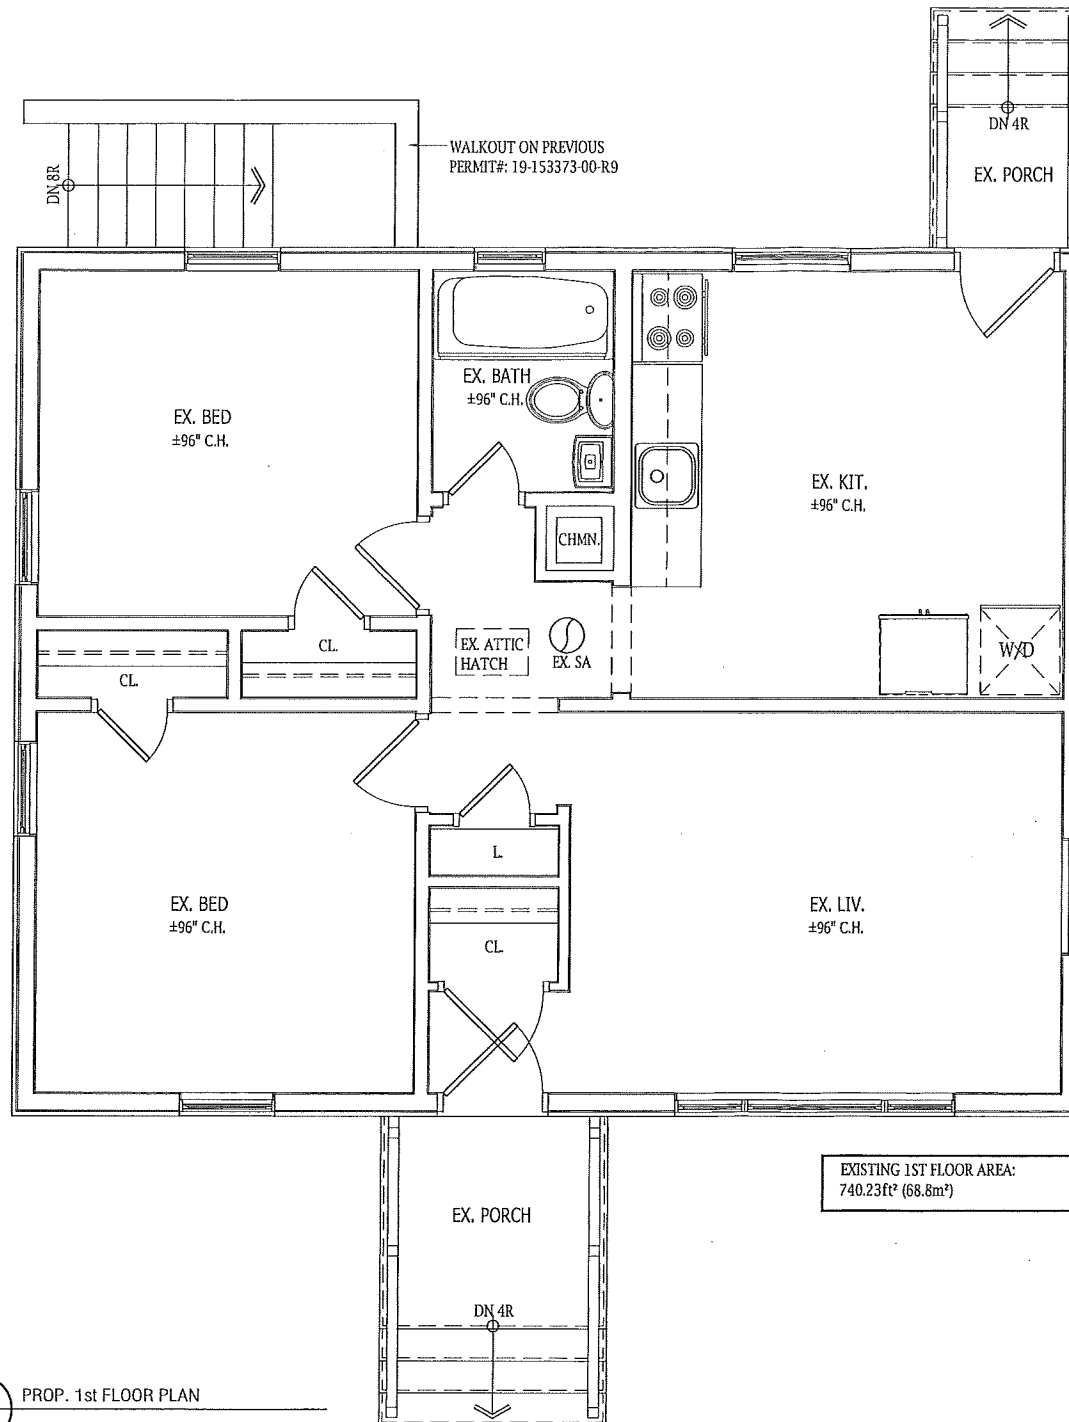 DN 4R
EX. PORCH
WALKOUT ON PREVIOUS
PERMIT#: 19-153373-00-R9
DN 8R
EX. BED
±96" C.H.
EX. BATH
±96" C.H.
EX. KIT.
±96" C.H.
CHMN.
CL.
CL.
EX. ATTIC
HATCH
EX. SA
W/D
L.
EX. BED
±96" C.H.
CL.
EX. LIV.
±96" C.H.
EXISTING 1ST FLOOR AREA:
740.23ft² (68.8m²)
EX. PORCH
DN 4R
PROP. 1st FLOOR PLAN